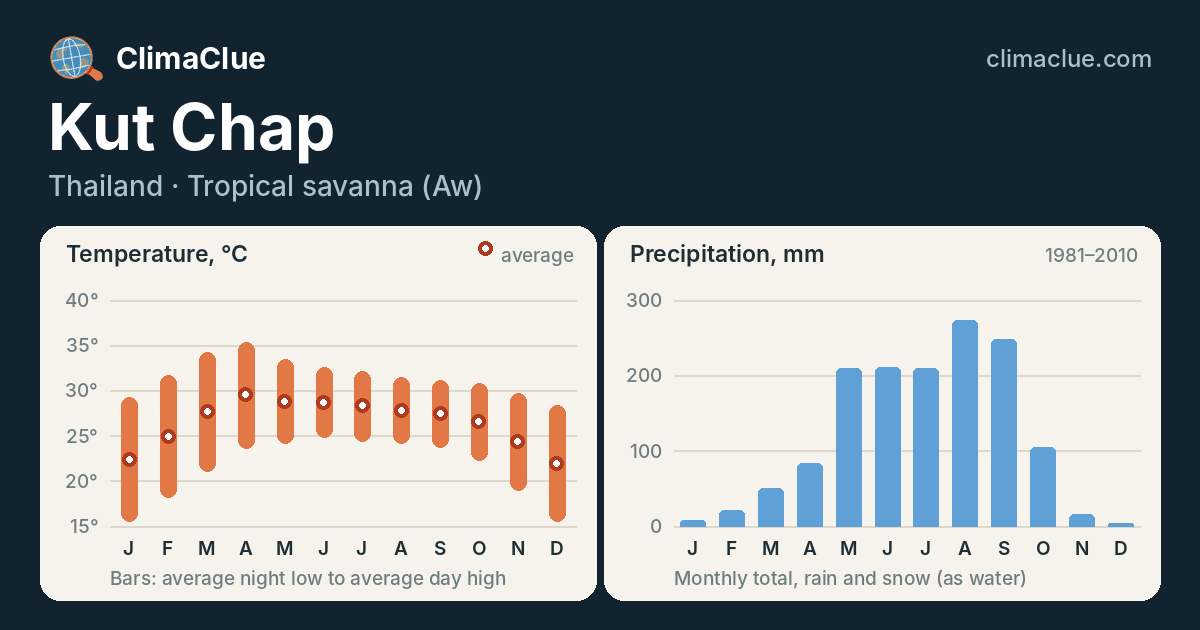 ClimaClue
climaclue.com
Kut Chap
Thailand · Tropical savanna (Aw)
Temperature, °C
average
40°
35°
30°
25°
20°
15°
J F M A M J J A S O N D
Bars: average night low to average day high
Precipitation, mm
1981–2010
300
200
100
0
J F M A M J J A S O N D
Monthly total, rain and snow (as water)